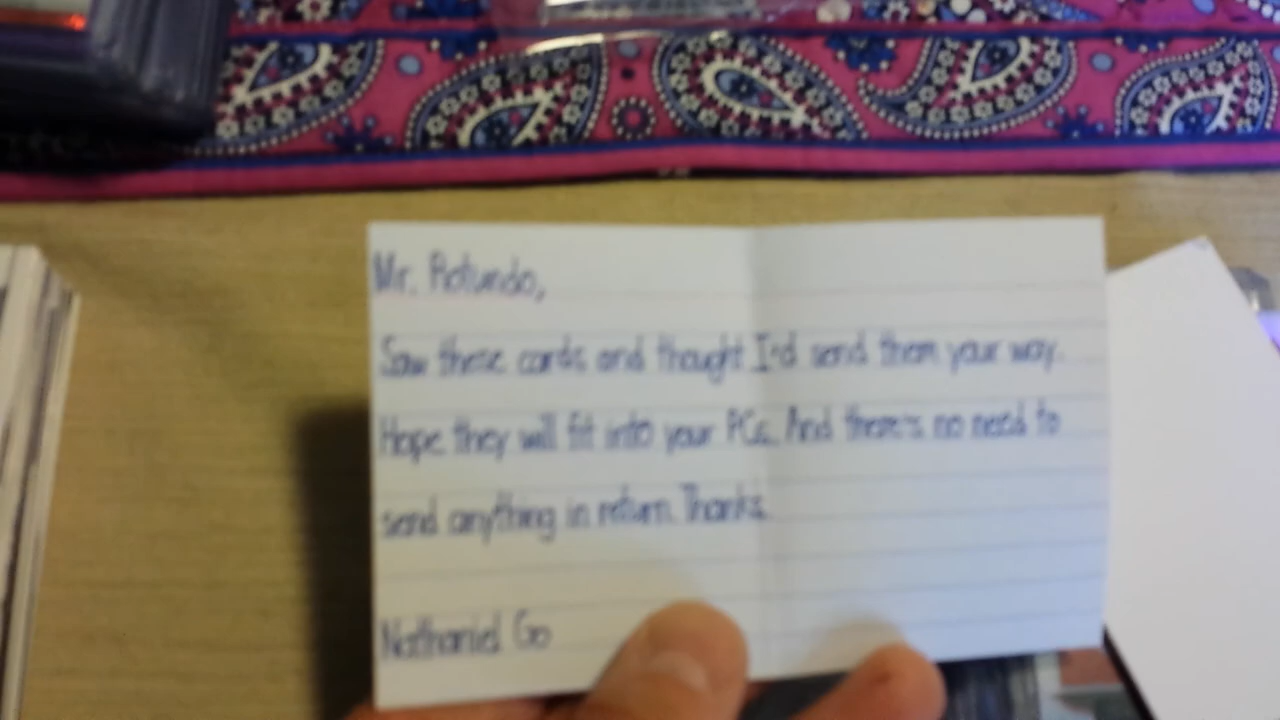 Mr. Rotundo,
Saw these cards and thought I'd send them your way.
Hope they will fit into your PCs. And there's no need to
send anything in return. Thanks.
Nathaniel Go